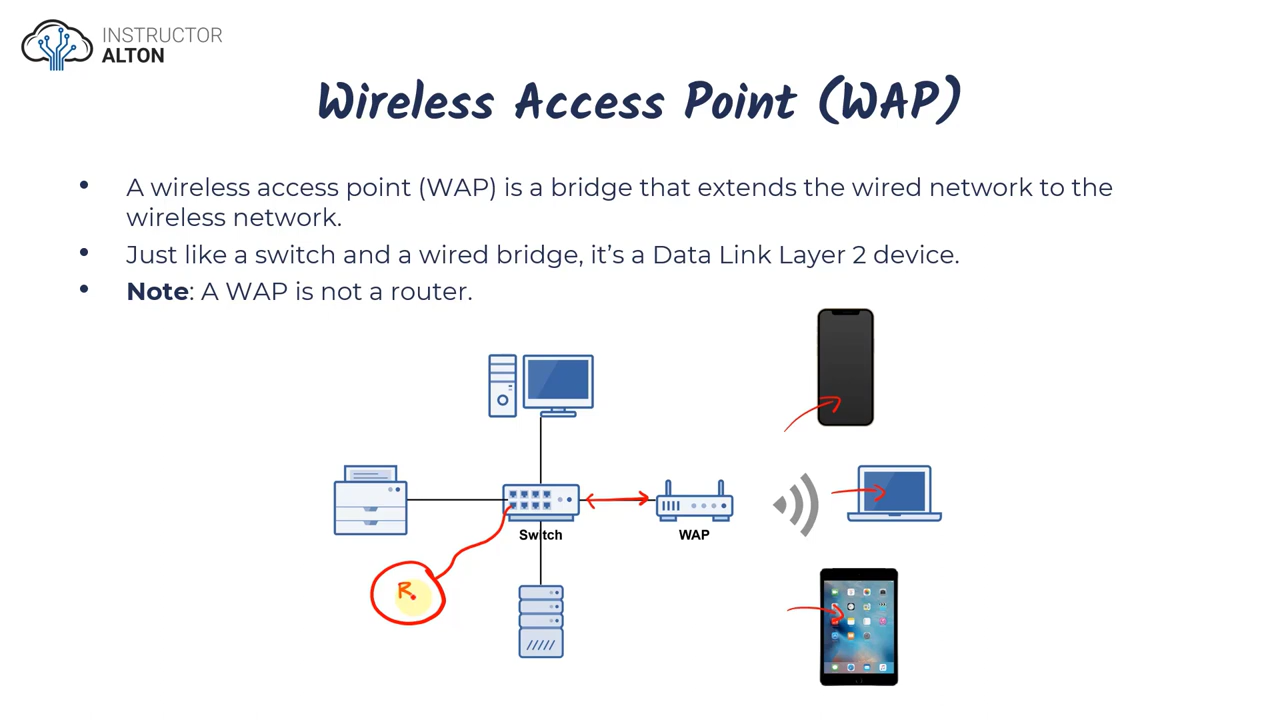 INSTRUCTOR
ALTON
Wireless Access Point (WAP)
• A wireless access point (WAP) is a bridge that extends the wired network to the
wireless network.
• Just like a switch and a wired bridge, it’s a Data Link Layer 2 device.
• Note: A WAP is not a router.
Switch
WAP
R